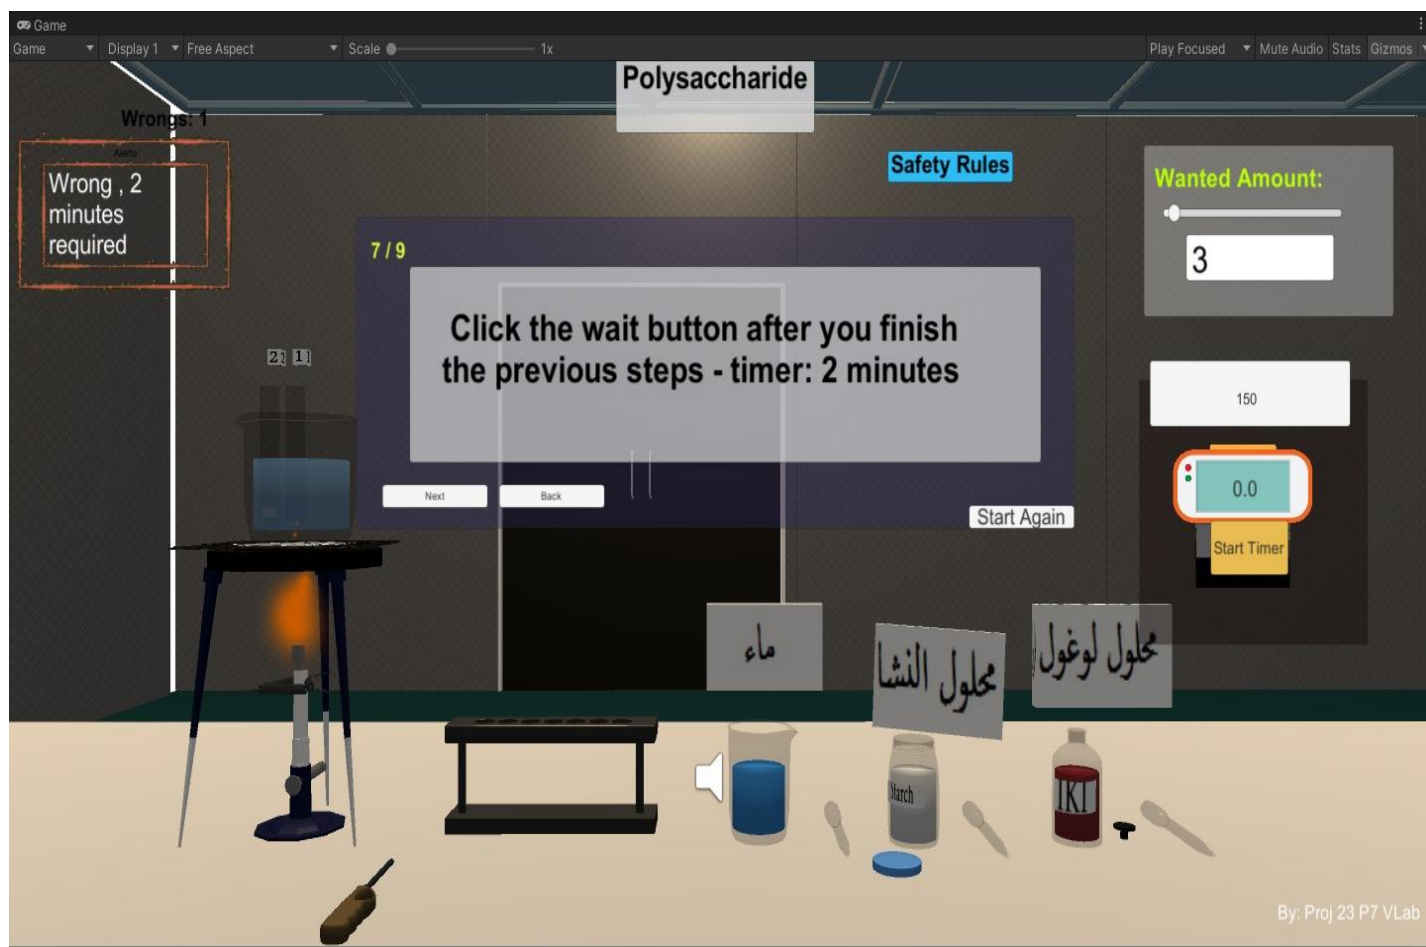 Game
Game
Display 1
Free Aspect
Scale
1x
Play Focused
Mute Audio
Stats
Gizmos
Polysaccharide
Wrongs: 1
Alerts
Wrong , 2
minutes
required
Safety Rules
Wanted Amount:
3
7 / 9
Click the wait button after you finish
the previous steps - timer: 2 minutes
2
1
Next
Back
Start Again
150
0.0
Start Timer
ماء
محلول النشا
محلول لوغول
Starch
IKI
By: Proj 23 P7 VLab